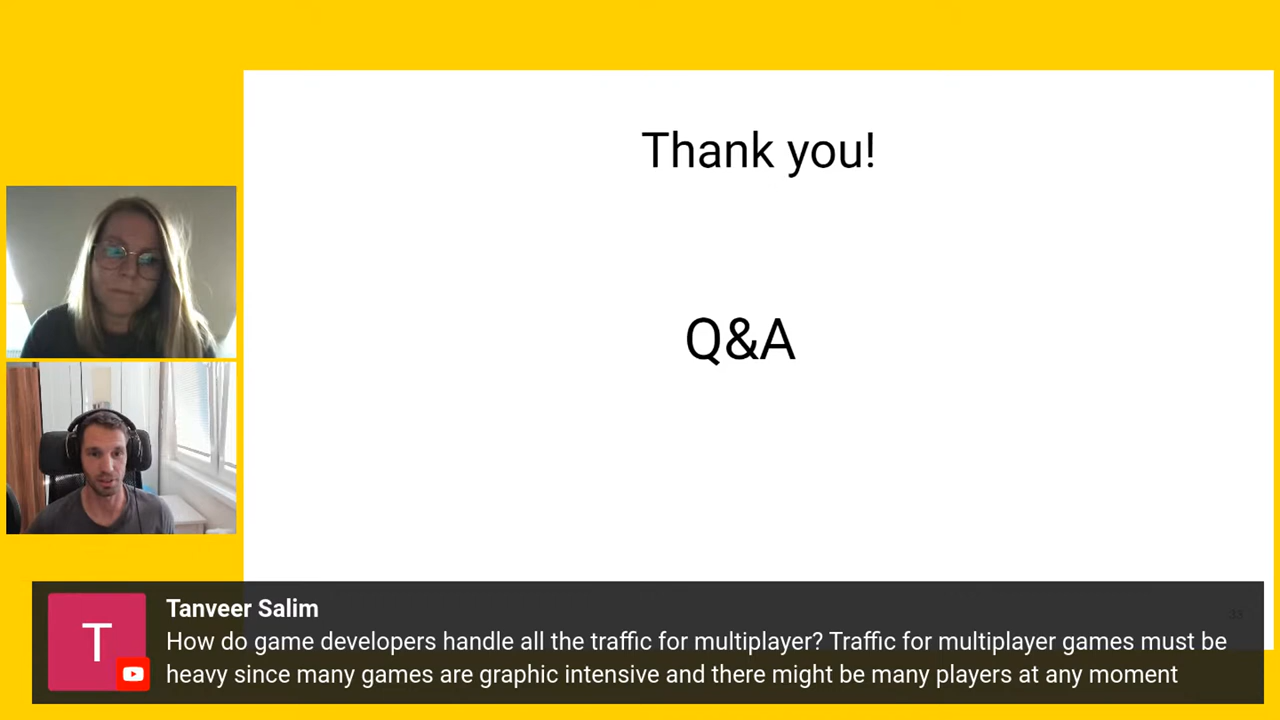 Thank you!
Q&A
33
T
Tanveer Salim
How do game developers handle all the traffic for multiplayer? Traffic for multiplayer games must be
heavy since many games are graphic intensive and there might be many players at any moment